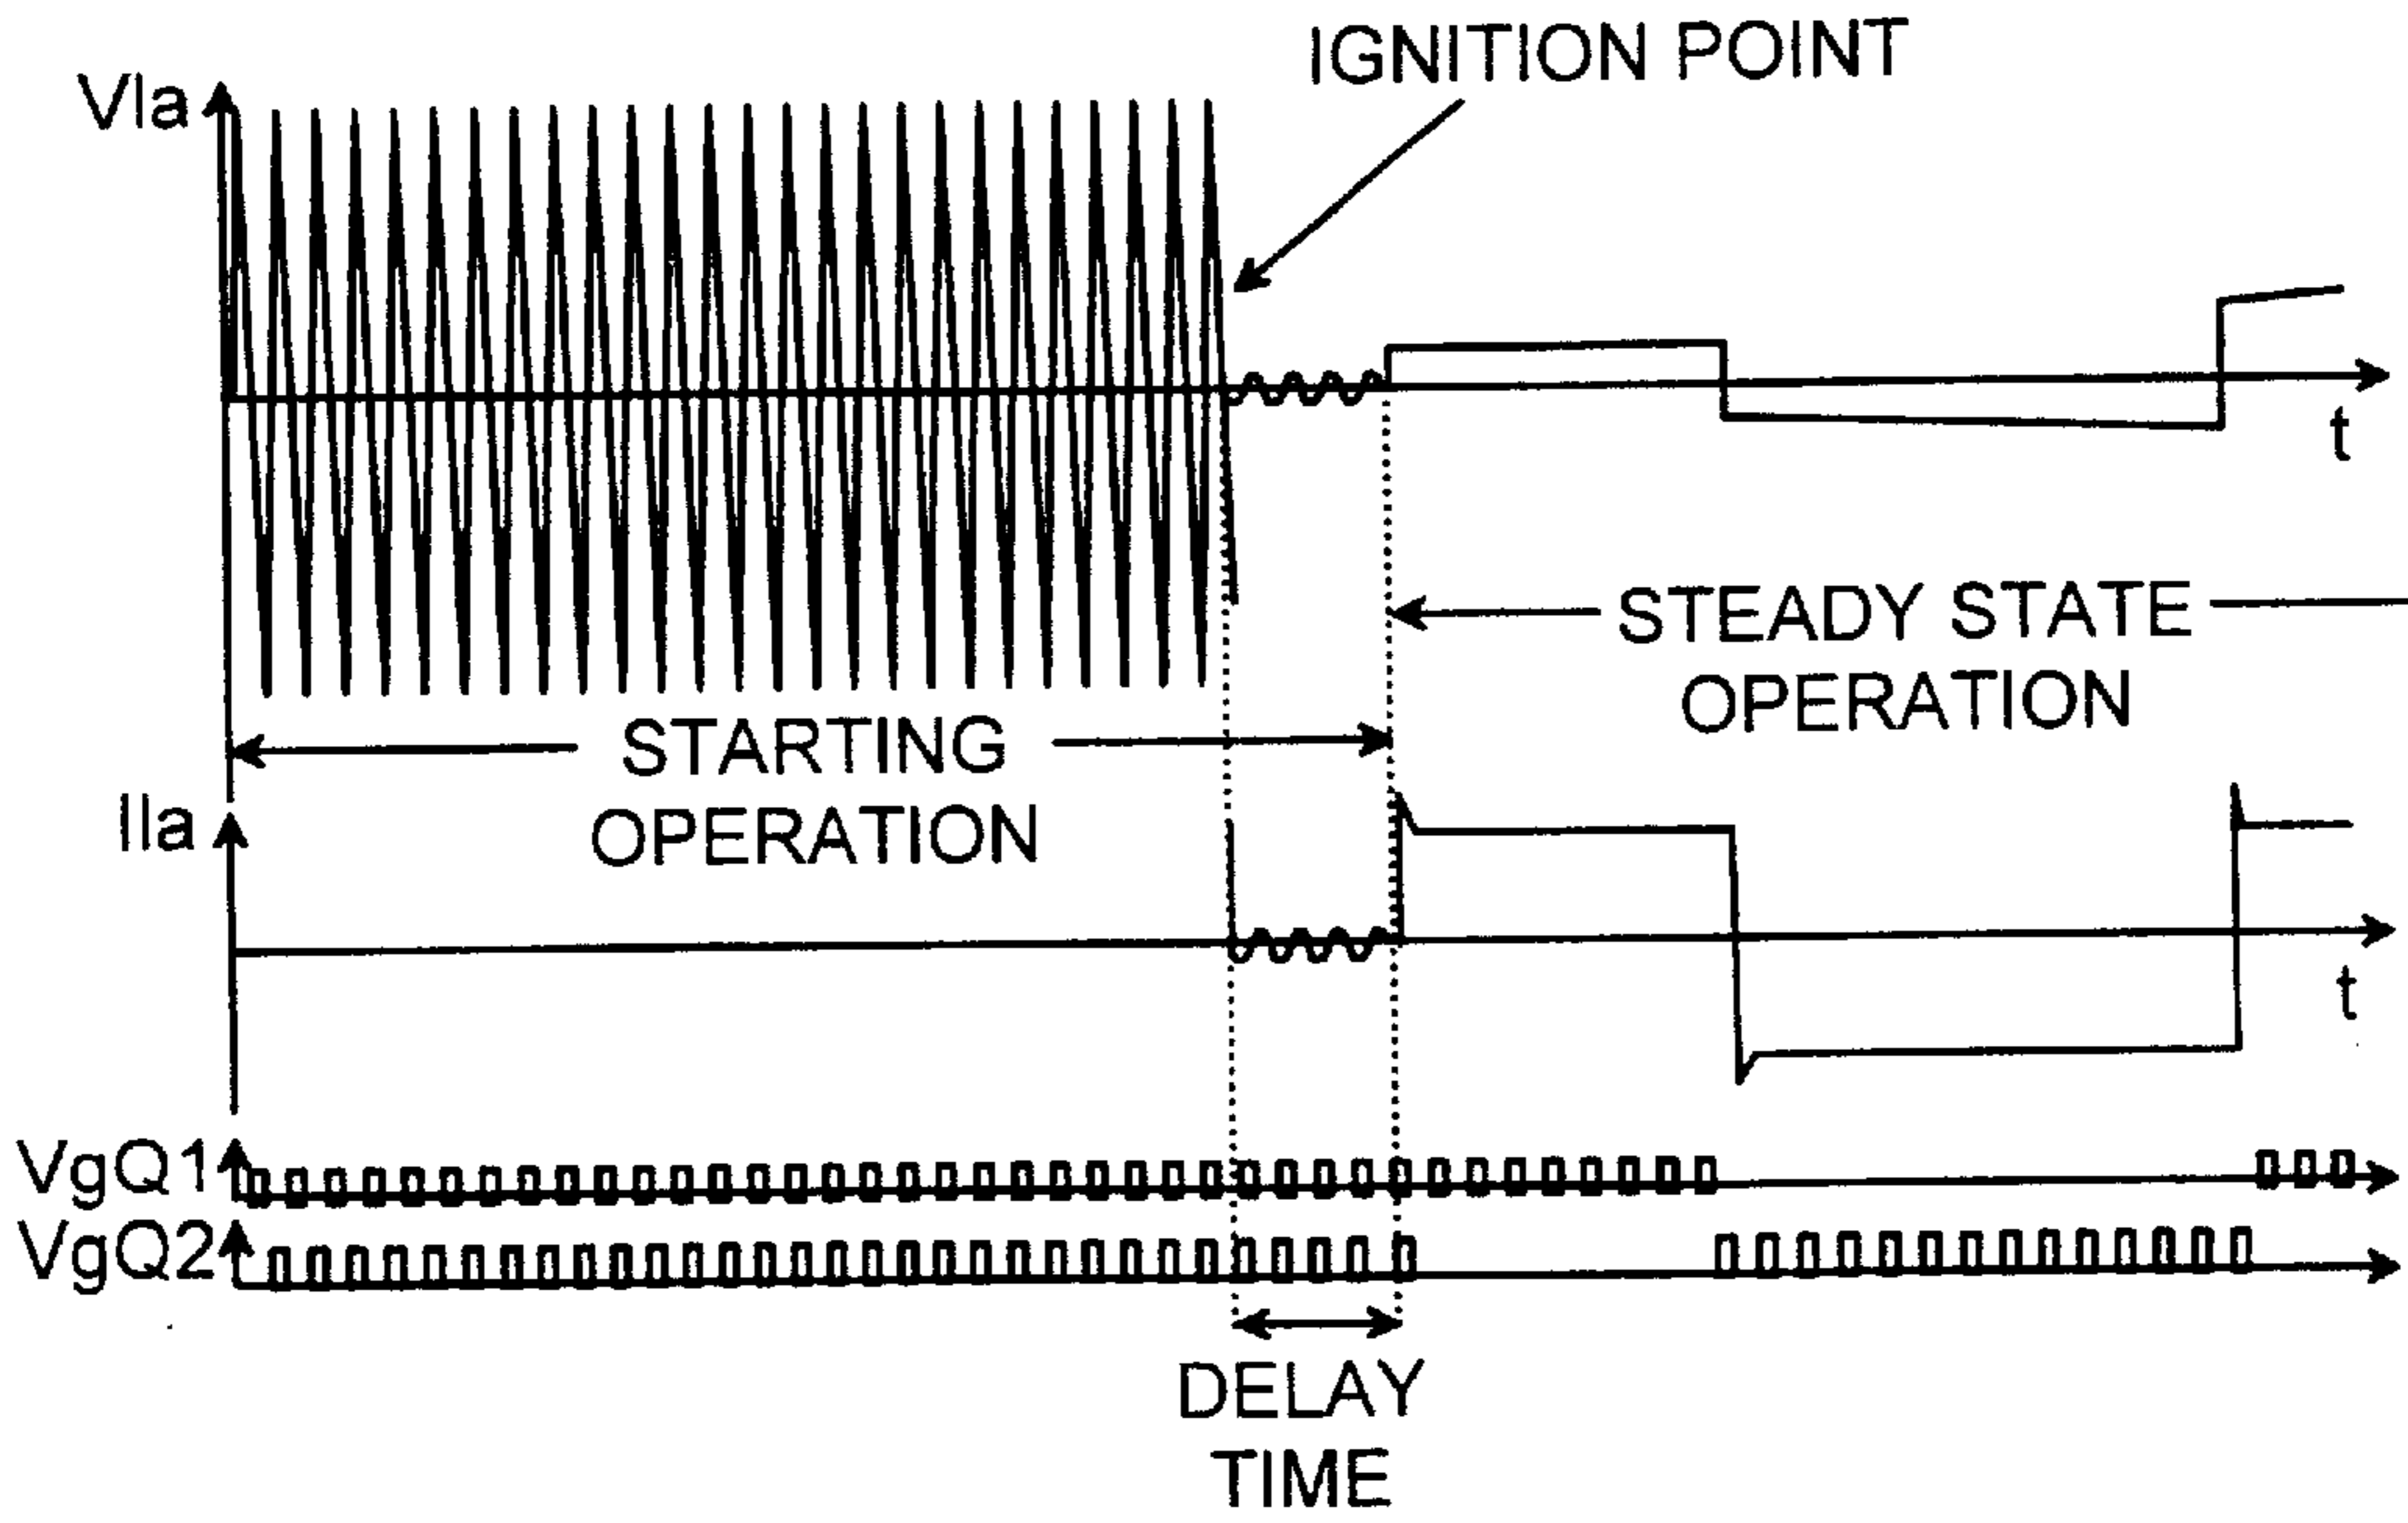 IGNITION POINT
Vla
t
STEADY STATE
OPERATION
STARTING
OPERATION
Ila
t
VgQ1
VgQ2
DELAY
TIME